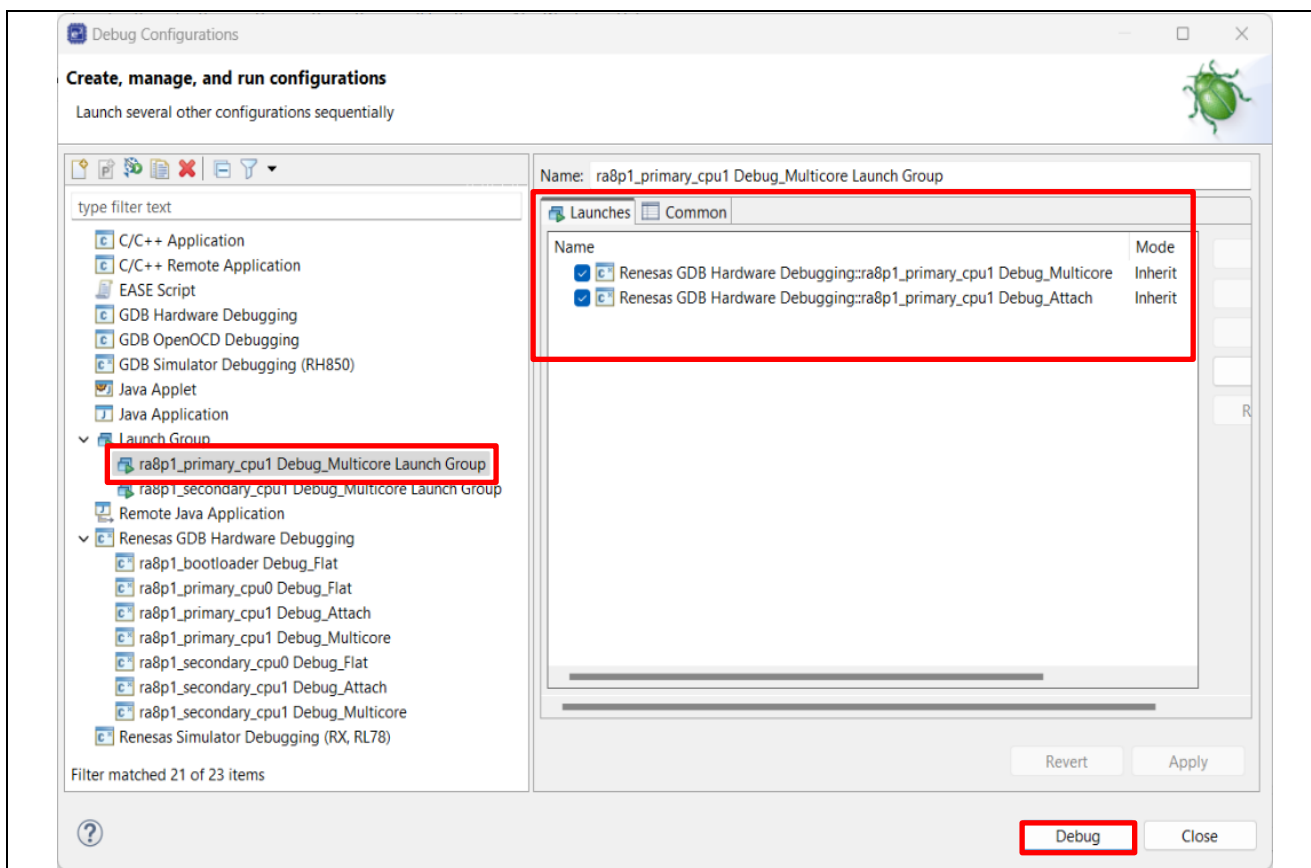 Debug Configurations
Create, manage, and run configurations
Launch several other configurations sequentially
type filter text
C/C++ Application
C/C++ Remote Application
EASE Script
GDB Hardware Debugging
GDB OpenOCD Debugging
GDB Simulator Debugging (RH850)
Java Applet
Java Application
Launch Group
ra8p1_primary_cpu1 Debug_Multicore Launch Group
ra8p1_secondary_cpu1 Debug_Multicore Launch Group
Remote Java Application
Renesas GDB Hardware Debugging
ra8p1_bootloader Debug_Flat
ra8p1_primary_cpu0 Debug_Flat
ra8p1_primary_cpu1 Debug_Attach
ra8p1_primary_cpu1 Debug_Multicore
ra8p1_secondary_cpu0 Debug_Flat
ra8p1_secondary_cpu1 Debug_Attach
ra8p1_secondary_cpu1 Debug_Multicore
Renesas Simulator Debugging (RX, RL78)
Filter matched 21 of 23 items
Name: ra8p1_primary_cpu1 Debug_Multicore Launch Group
Launches Common
Name Mode
Renesas GDB Hardware Debugging::ra8p1_primary_cpu1 Debug_Multicore Inherit
Renesas GDB Hardware Debugging::ra8p1_primary_cpu1 Debug_Attach Inherit
R
Revert Apply
Debug Close